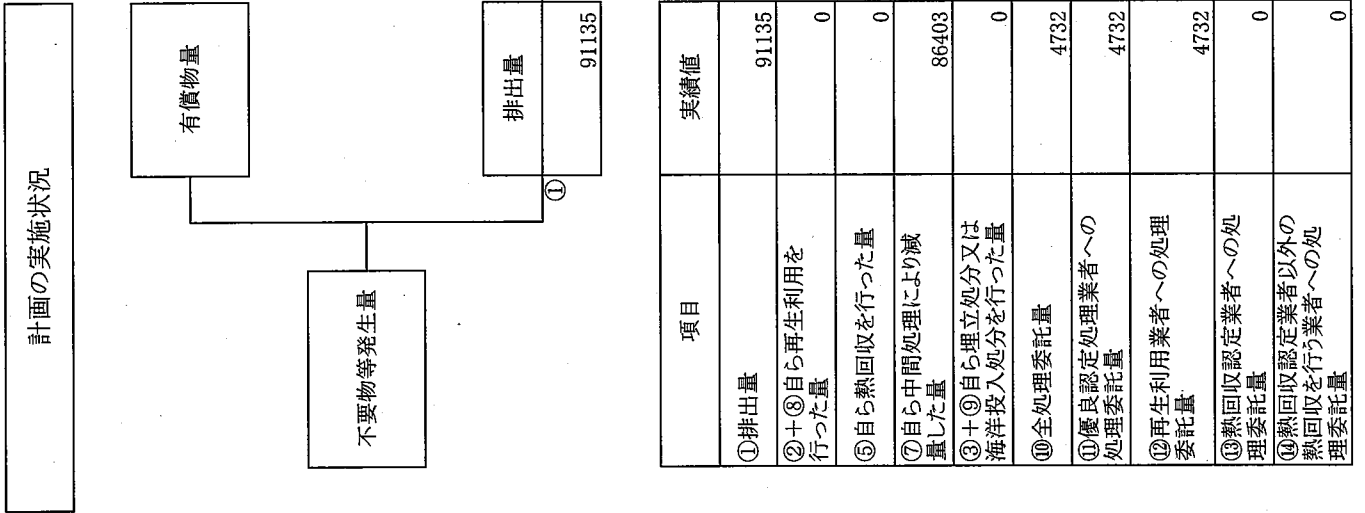 計画の実施状況
有償物量
不要物等発生量
排出量
①
91135
項目
実績値
①排出量
91135
②+⑧自ら再生利用を
行った量
0
⑤自ら熱回収を行った量
0
⑦自ら中間処理により減
量した量
86403
③+⑨自ら埋立処分又は
海洋投入処分を行った量
0
⑩全処理委託量
4732
⑪優良認定処理業者への
処理委託量
4732
⑫再生利用業者への処理
委託量
4732
⑬熱回収認定業者への処
理委託量
0
⑭熱回収認定業者以外の
熱回収を行う業者への処
理委託量
0